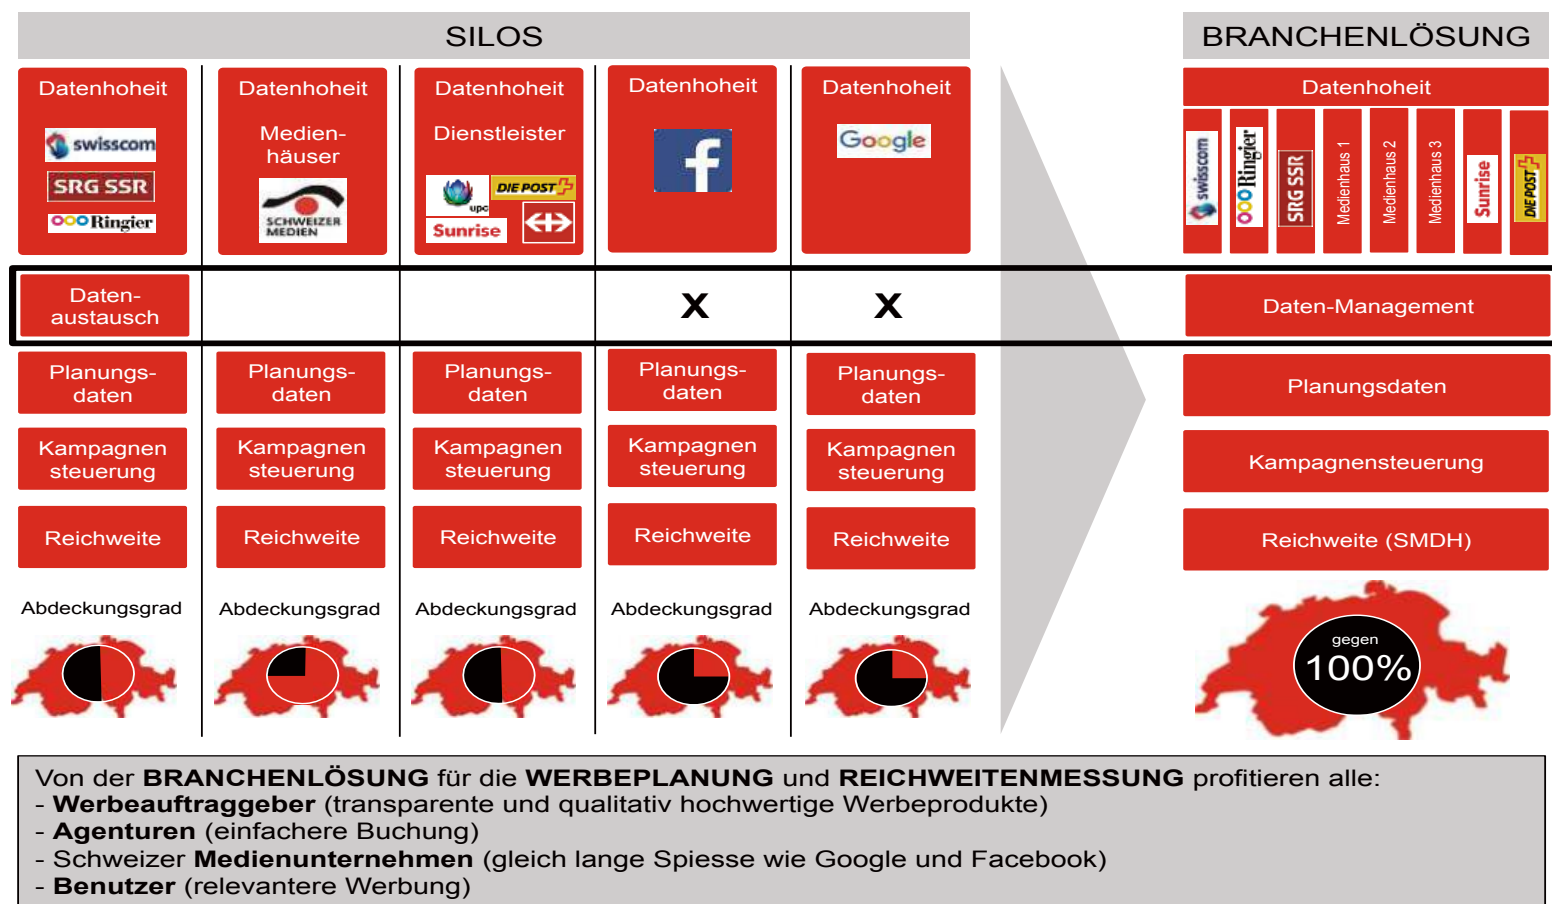 SILOS
BRANCHENLÖSUNG
Datenhoheit
swisscom
SRG SSR
Ringier
Datenhoheit
Medien-
häuser
SCHWEIZER
MEDIEN
Datenhoheit
Dienstleister
upc
DIE POST
Sunrise
Datenhoheit
f
Datenhoheit
Google
Datenhoheit
swisscom
Ringier
SRG SSR
Medienhaus 1
Medienhaus 2
Medienhaus 3
Sunrise
DIE POST
Daten-
austausch
X
X
Daten-Management
Planungs-
daten
Planungs-
daten
Planungs-
daten
Planungs-
daten
Planungs-
daten
Planungsdaten
Kampagnen
steuerung
Kampagnen
steuerung
Kampagnen
steuerung
Kampagnen
steuerung
Kampagnen
steuerung
Kampagnensteuerung
Reichweite
Reichweite
Reichweite
Reichweite
Reichweite
Reichweite (SMDH)
Abdeckungsgrad
Abdeckungsgrad
Abdeckungsgrad
Abdeckungsgrad
Abdeckungsgrad
gegen
100%
Von der BRANCHENLÖSUNG für die WERBEPLANUNG und REICHWEITENMESSUNG profitieren alle:
- Werbeauftraggeber (transparente und qualitativ hochwertige Werbeprodukte)
- Agenturen (einfachere Buchung)
- Schweizer Medienunternehmen (gleich lange Spiesse wie Google und Facebook)
- Benutzer (relevantere Werbung)